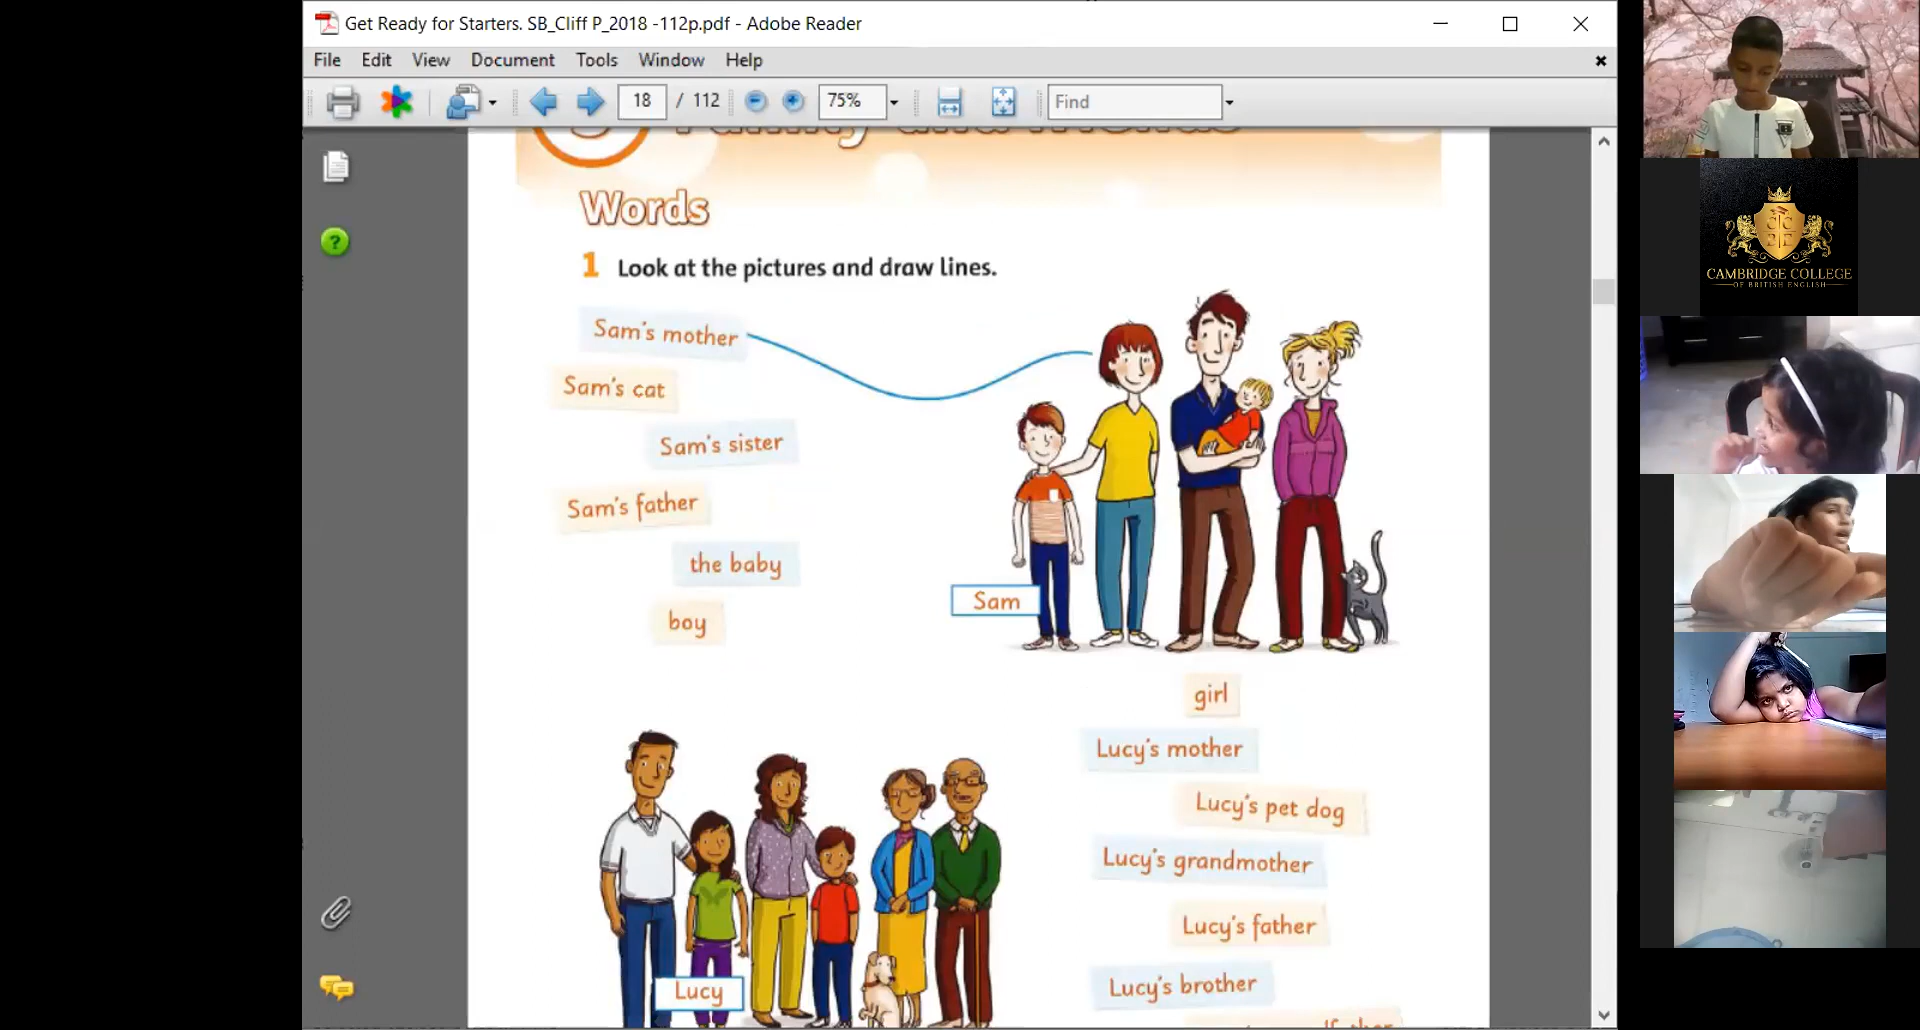 Get Ready for Starters. SB_Cliff P_2018 -112p.pdf - Adobe Reader
File Edit View Document Tools Window Help
18 / 112 75% Find
Words
1 Look at the pictures and draw lines.
Sam's mother
Sam's cat
Sam's sister
Sam's father
the baby
boy
Sam
girl
Lucy's mother
Lucy's pet dog
Lucy's grandmother
Lucy's father
Lucy's brother
Lucy
CAMBRIDGE COLLEGE
OF BRITISH ENGLISH